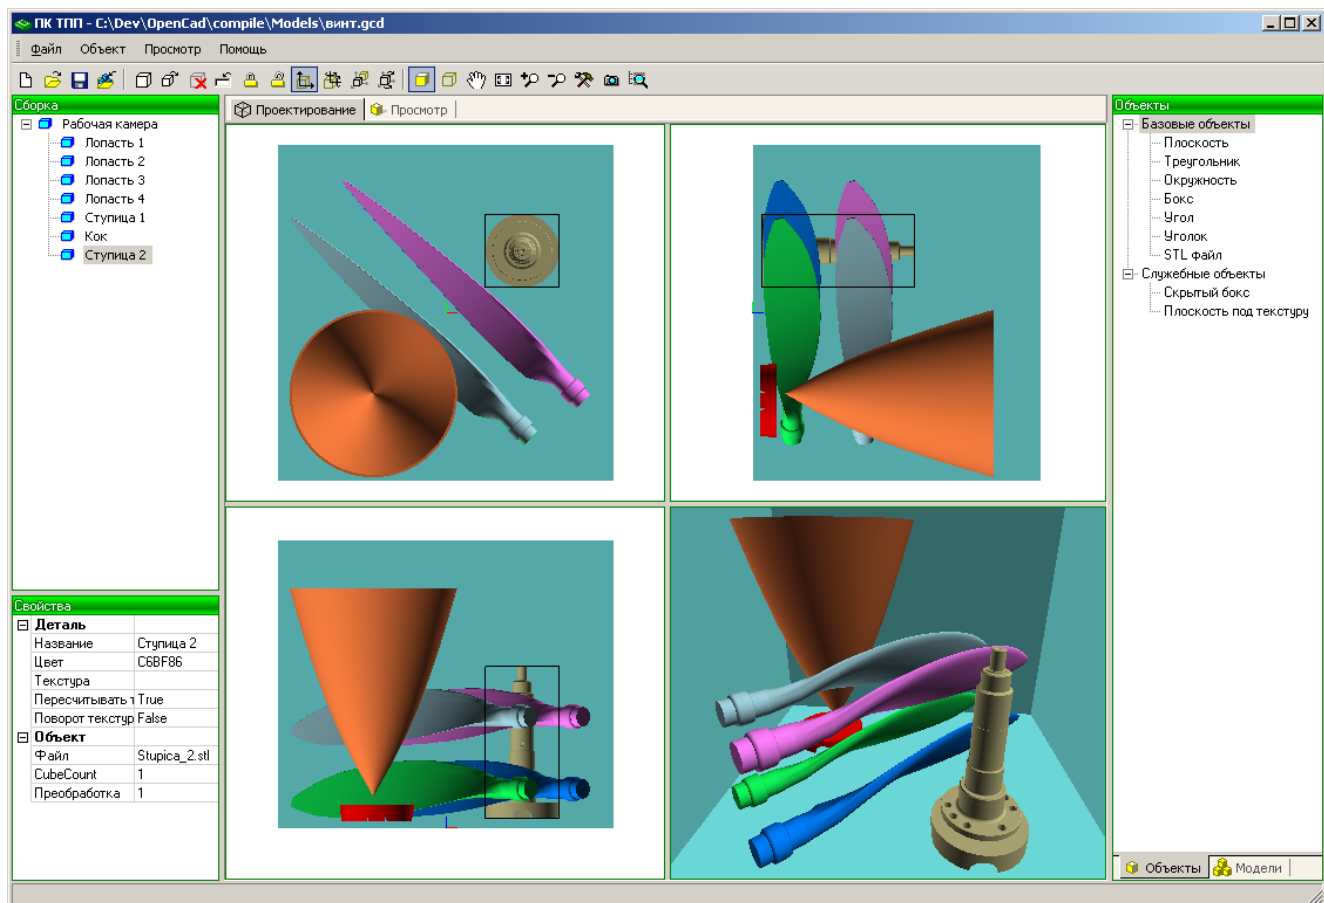 ПК ТПП - C:\Dev\OpenCad\compile\Models\винт.gcd
Файл Объект Просмотр Помощь
Сборка
Рабочая камера
Лопасть 1
Лопасть 2
Лопасть 3
Лопасть 4
Ступица 1
Кок
Ступица 2
Свойства
Деталь
Название Ступица 2
Цвет C6BF86
Текстура
Пересчитывать т True
Поворот текстур False
Объект
Файл Stupica_2.stl
CubeCount 1
Преобработка 1
Проектирование Просмотр
Объекты
Базовые объекты
Плоскость
Треугольник
Окружность
Бокс
Угол
Уголок
STL файл
Служебные объекты
Скрытый бокс
Плоскость под текстуру
Объекты Модели